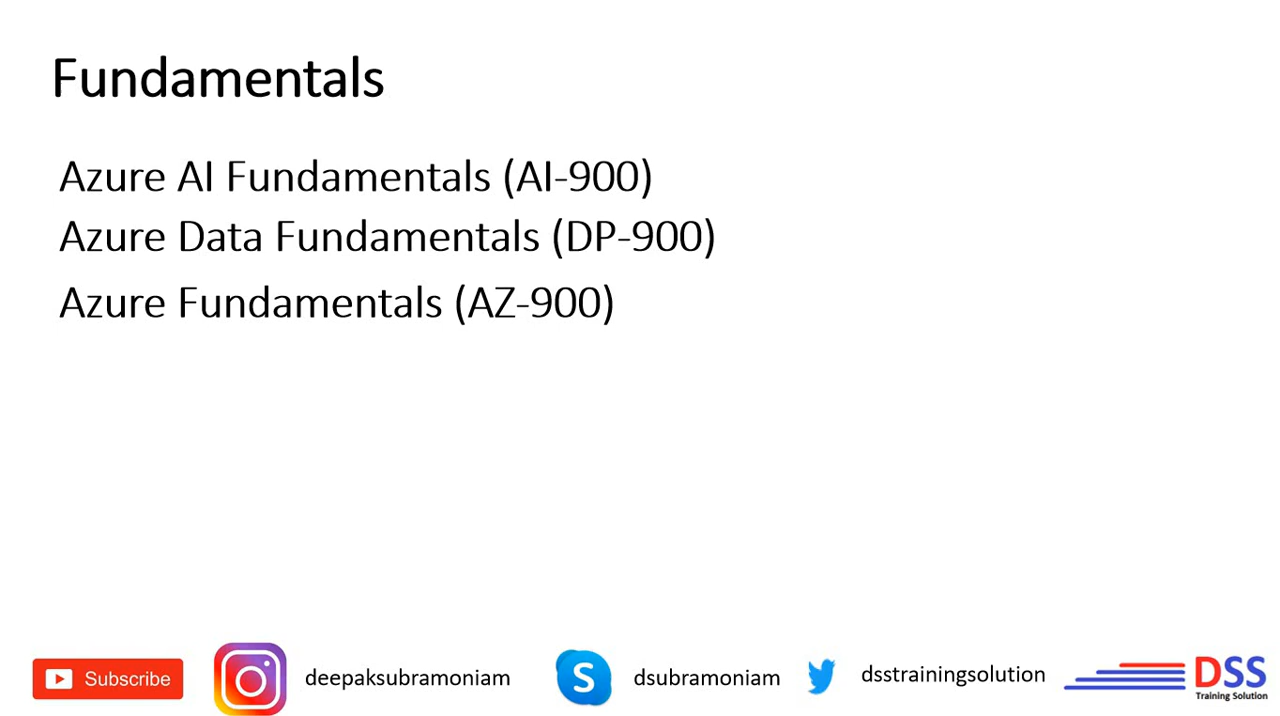 Fundamentals
Azure AI Fundamentals (AI-900)
Azure Data Fundamentals (DP-900)
Azure Fundamentals (AZ-900)
Subscribe
deepaksubramoniam
S
dsubramoniam
dsstrainingsolution
DSS
Training Solution